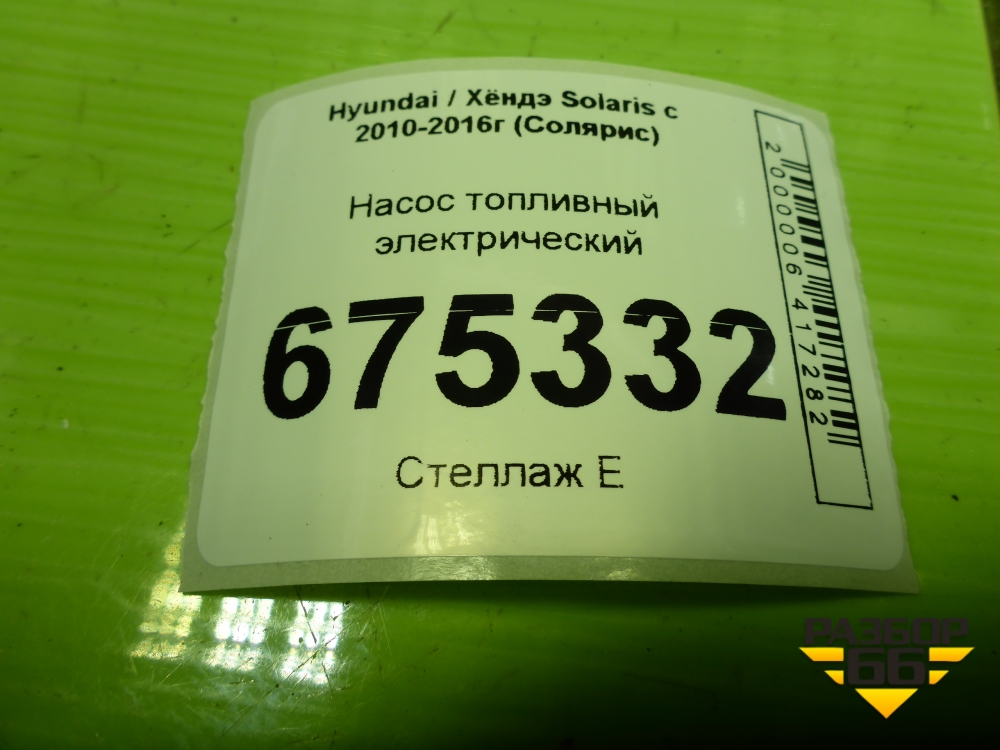 Hyundai / Хёндэ Solaris с
2010-2016г (Солярис)
Насос топливный
электрический
675332
Стеллаж Е
2000006417282
РАЗБОР
66